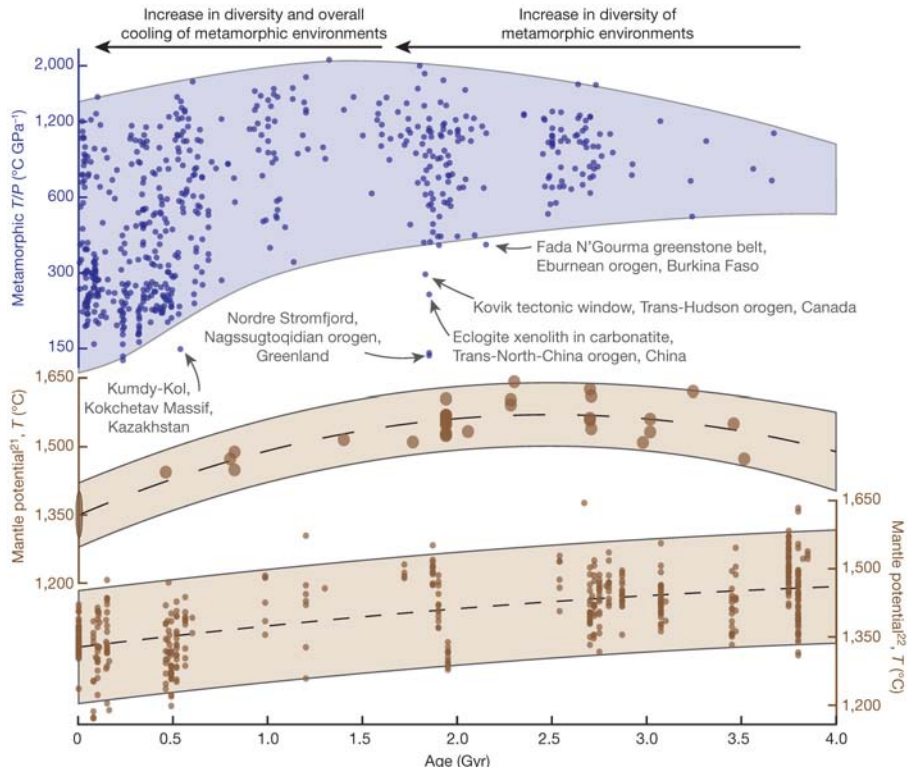 Increase in diversity and overall
cooling of metamorphic environments
Increase in diversity of
metamorphic environments
2,000
1,200
600
300
150
Metamorphic T/P (°C GPa⁻¹)
Fada N'Gourma greenstone belt,
Eburnean orogen, Burkina Faso
Kovik tectonic window, Trans-Hudson orogen, Canada
Nordre Stromfjord,
Nagssugtoqidian orogen,
Greenland
Eclogite xenolith in carbonatite,
Trans-North-China orogen, China
Kumdy-Kol,
Kokchetav Massif,
Kazakhstan
1,650
1,500
1,350
1,200
Mantle potential²¹, T (°C)
1,650
1,500
1,350
1,200
Mantle potential²², T (°C)
0
0.5
1.0
1.5
2.0
2.5
3.0
3.5
4.0
Age (Gyr)